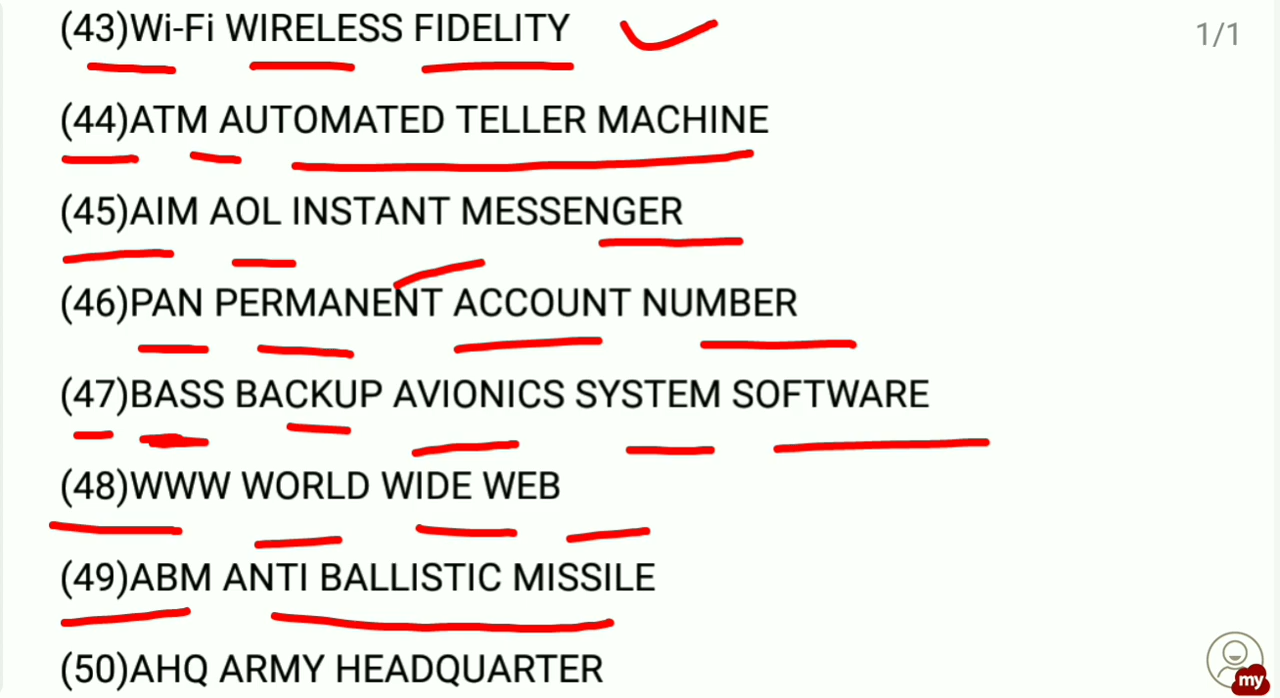 (43)Wi-Fi WIRELESS FIDELITY
1/1
(44)ATM AUTOMATED TELLER MACHINE
(45)AIM AOL INSTANT MESSENGER
(46)PAN PERMANENT ACCOUNT NUMBER
(47)BASS BACKUP AVIONICS SYSTEM SOFTWARE
(48)WWW WORLD WIDE WEB
(49)ABM ANTI BALLISTIC MISSILE
(50)AHQ ARMY HEADQUARTER
my